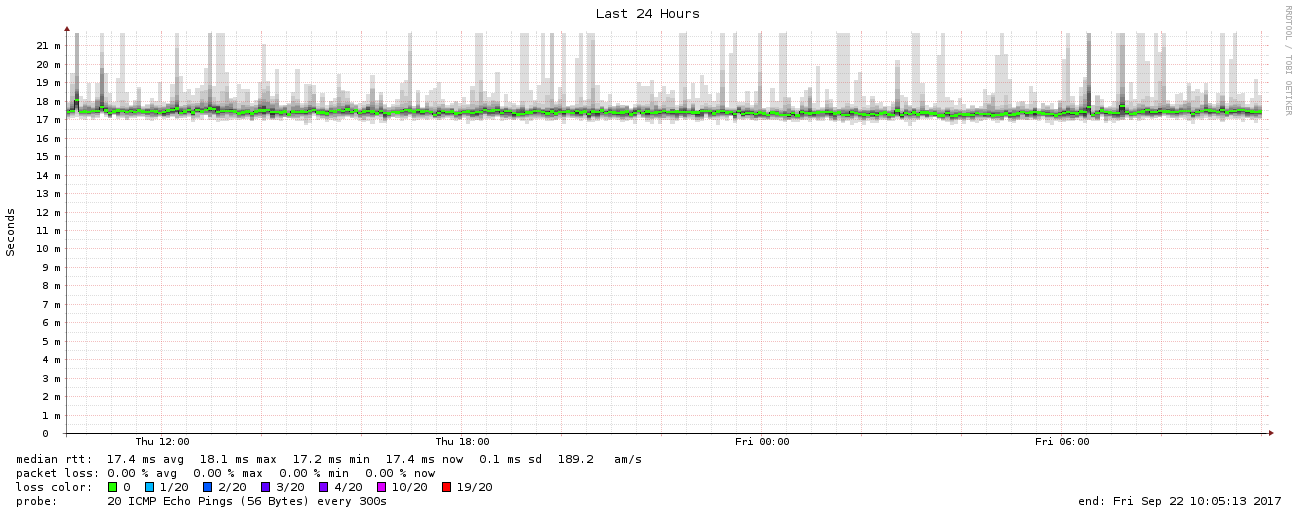 Last 24 Hours
RRDTOOL / TOBI OETIKER
Seconds
21 m
20 m
19 m
18 m
17 m
16 m
15 m
14 m
13 m
12 m
11 m
10 m
9 m
8 m
7 m
6 m
5 m
4 m
3 m
2 m
1 m
0
Thu 12:00 Thu 18:00 Fri 00:00 Fri 06:00
median rtt: 17.4 ms avg 18.1 ms max 17.2 ms min 17.4 ms now 0.1 ms sd 189.2 am/s
packet loss: 0.00 % avg 0.00 % max 0.00 % min 0.00 % now
loss color: 0 1/20 2/20 3/20 4/20 10/20 19/20
probe: 20 ICMP Echo Pings (56 Bytes) every 300s
end: Fri Sep 22 10:05:13 2017